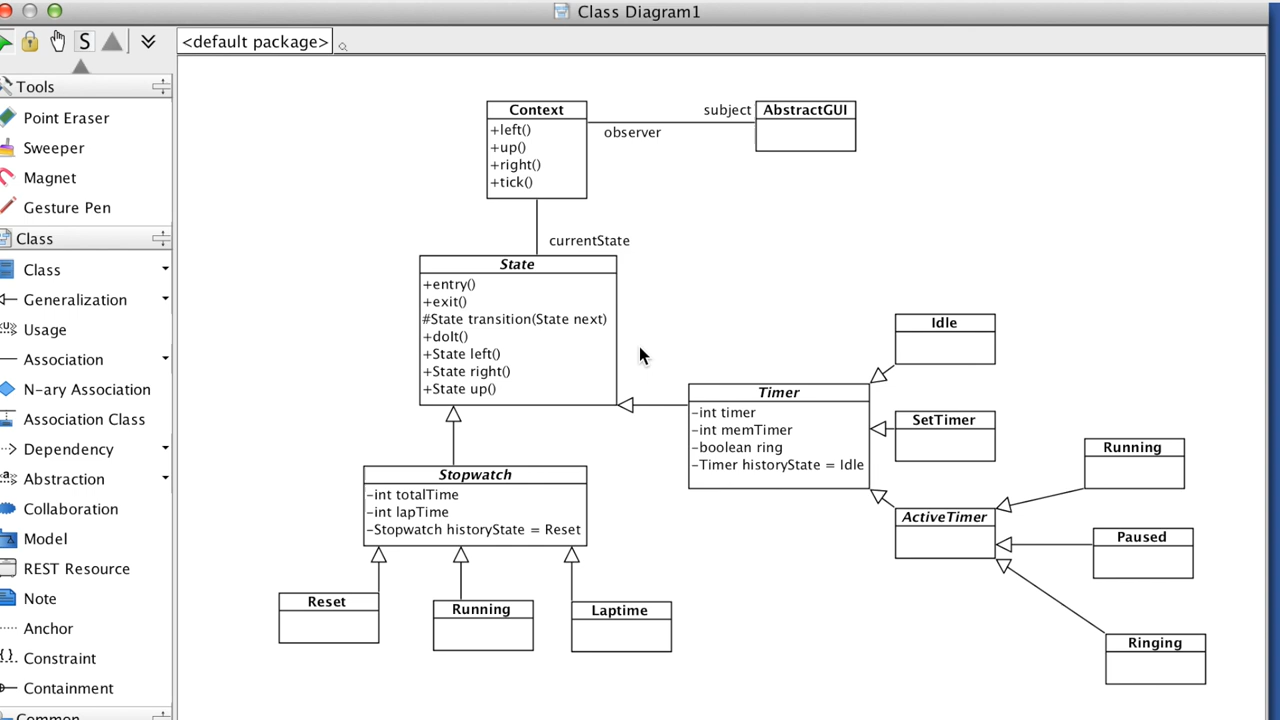 Class Diagram1
S
<default package>
Tools
Point Eraser
Sweeper
Magnet
Gesture Pen
Class
Class
Generalization
Usage
Association
N-ary Association
Association Class
Dependency
Abstraction
Collaboration
Model
REST Resource
Note
Anchor
Constraint
Containment
Common
Context
+left()
+up()
+right()
+tick()
subject
observer
AbstractGUI
currentState
State
+entry()
+exit()
#State transition(State next)
+doIt()
+State left()
+State right()
+State up()
Timer
-int timer
-int memTimer
-boolean ring
-Timer historyState = Idle
Idle
SetTimer
ActiveTimer
Running
Paused
Ringing
Stopwatch
-int totalTime
-int lapTime
-Stopwatch historyState = Reset
Reset
Running
Laptime